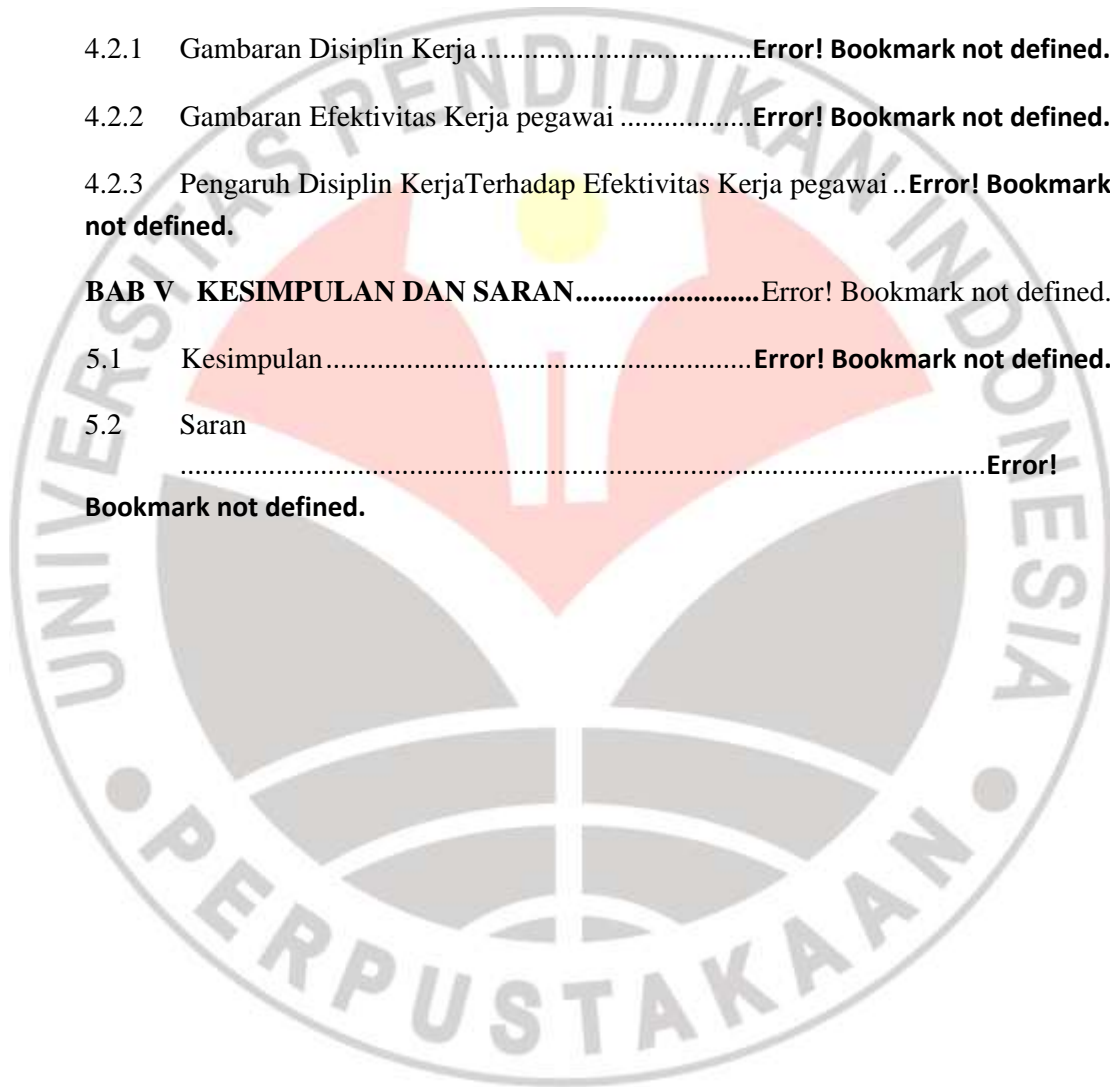 4.2.1 Gambaran Disiplin Kerja....................................Error! Bookmark not defined.
4.2.2 Gambaran Efektivitas Kerja pegawai ..................Error! Bookmark not defined.
4.2.3 Pengaruh Disiplin KerjaTerhadap Efektivitas Kerja pegawai ..Error! Bookmark
not defined.
BAB V KESIMPULAN DAN SARAN.........................Error! Bookmark not defined.
5.1 Kesimpulan.........................................................Error! Bookmark not defined.
5.2 Saran
.............................................................................................................Error!
Bookmark not defined.
UNIVERSITAS PENDIDIKAN INDONESIA
PERPUSTAKAAN